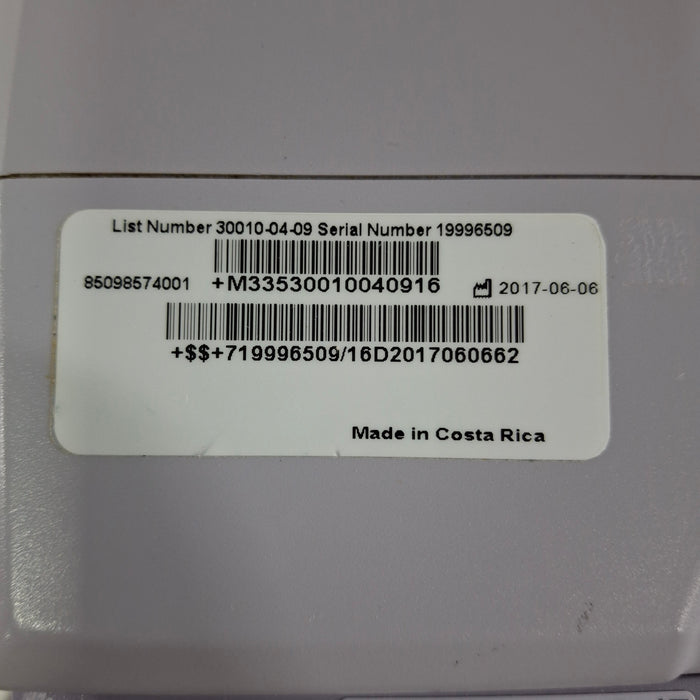 List Number 30010-04-09 Serial Number 19996509
85098574001 +M33530010040916 2017-06-06
+$$+719996509/16D2017060662
Made in Costa Rica